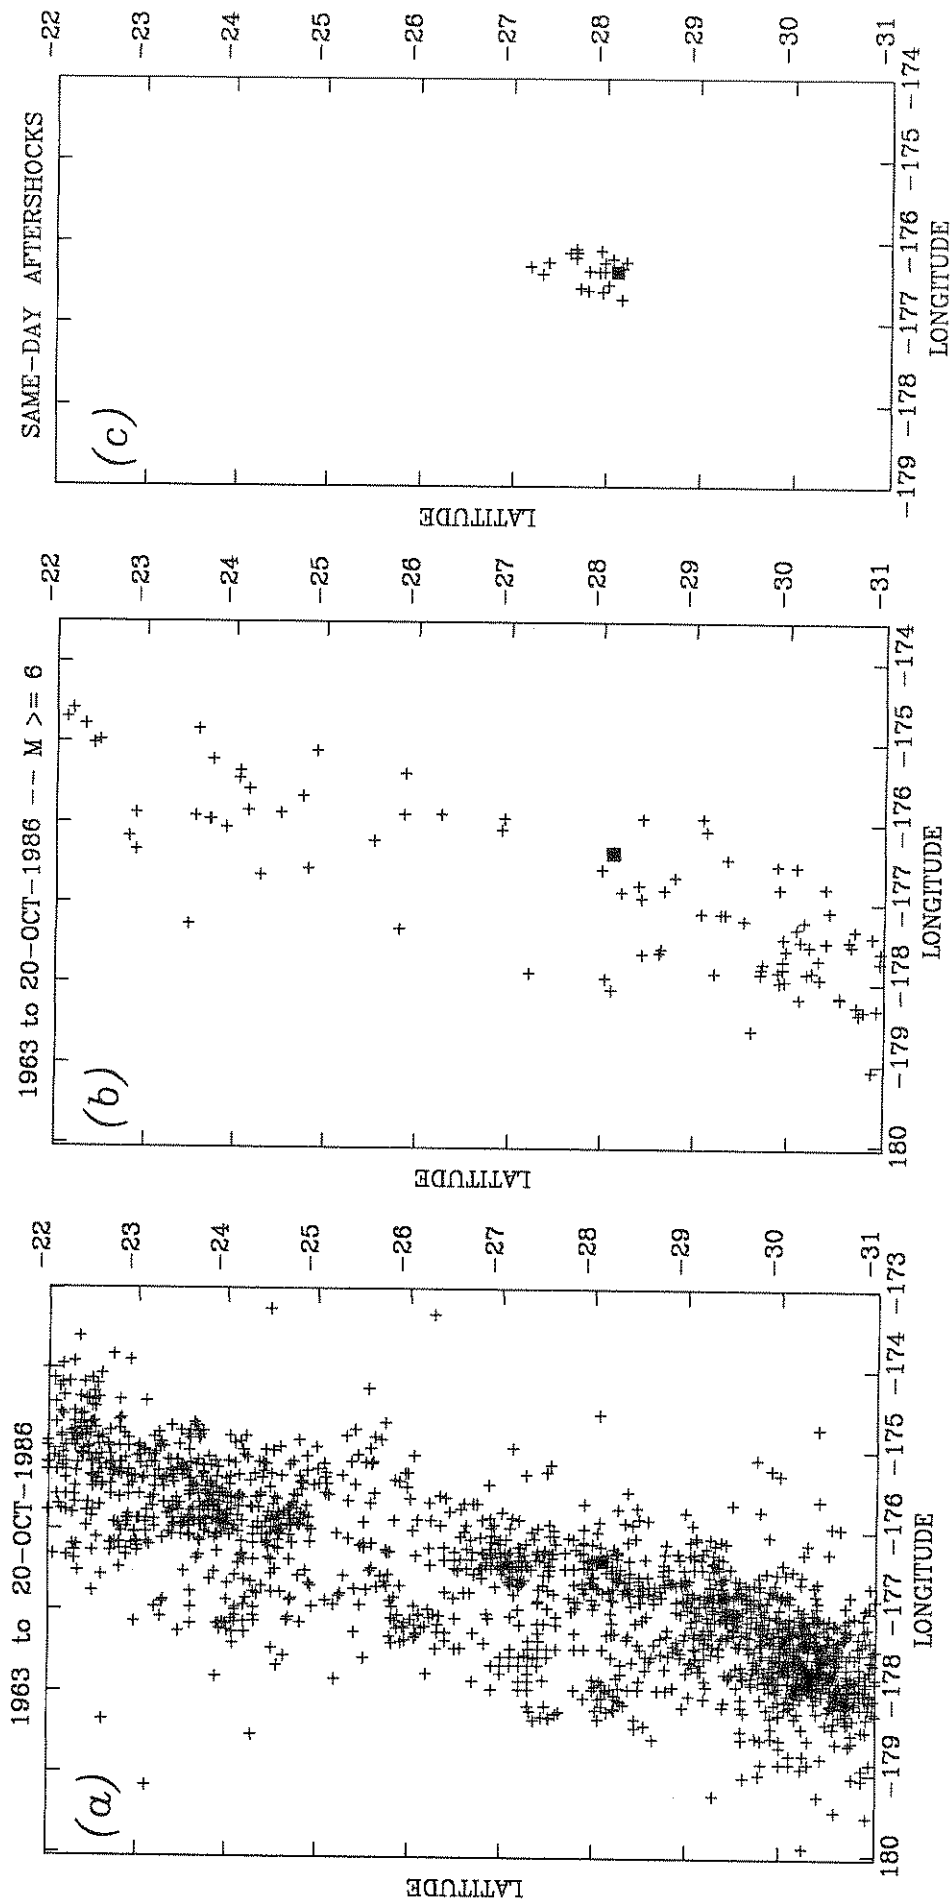 1963 to 20-OCT-1986
(a)
LATITUDE
-22
-23
-24
-25
-26
-27
-28
-29
-30
-31
180 -179 -178 -177 -176 -175 -174 -173
LONGITUDE
1963 to 20-OCT-1986 -- M >= 6
(b)
LATITUDE
-22
-23
-24
-25
-26
-27
-28
-29
-30
-31
180 -179 -178 -177 -176 -175 -174
LONGITUDE
SAME-DAY AFTERSHOCKS
(c)
LATITUDE
-22
-23
-24
-25
-26
-27
-28
-29
-30
-31
-179 -178 -177 -176 -175 -174
LONGITUDE